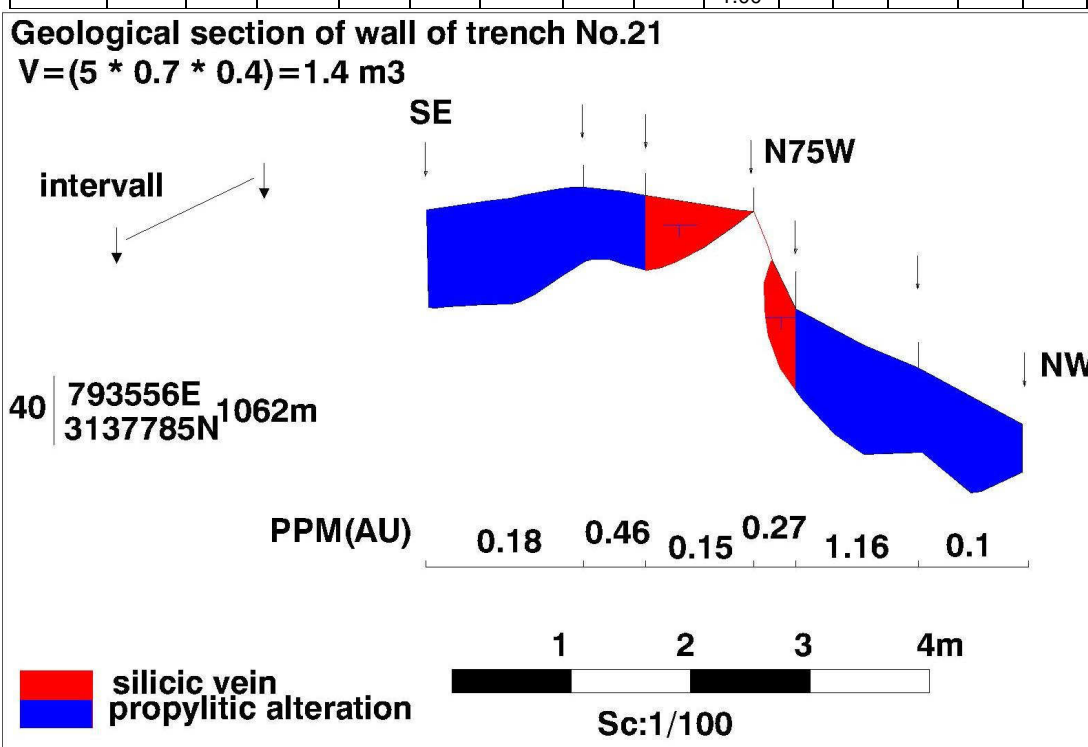 Geological section of wall of trench No.21
V=(5 * 0.7 * 0.4)=1.4 m3
SE
N75W
intervall
NW
40
793556E
3137785N
1062m
PPM(AU)
0.18
0.46
0.15
0.27
1.16
0.1
1 2 3 4m
silicic vein
propylitic alteration
Sc:1/100